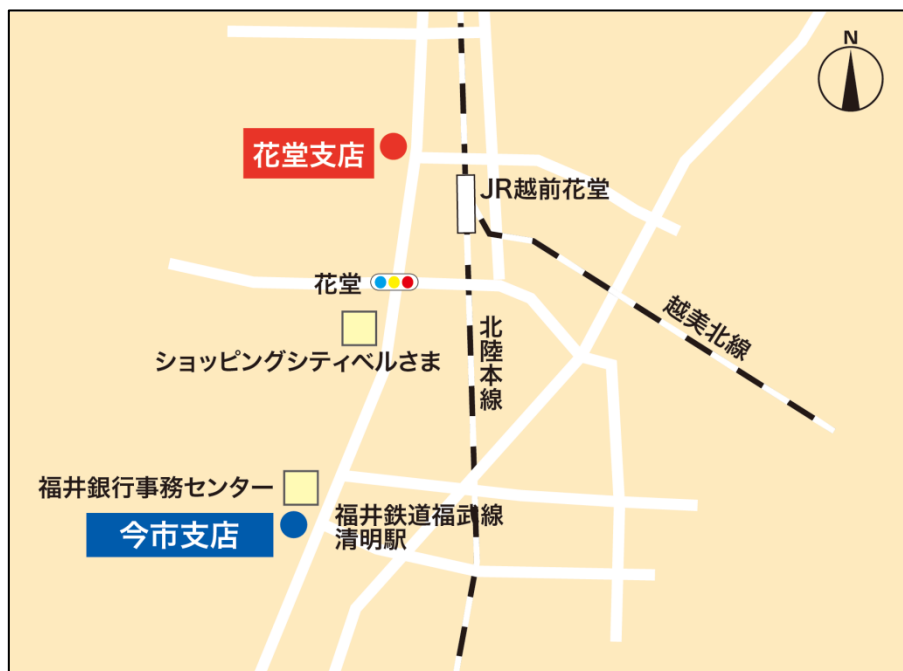 N
花堂支店
JR越前花堂
花堂
ショッピングシティベルさま
北陸本線
越美北線
福井銀行事務センター
今市支店
福井鉄道福武線
清明駅